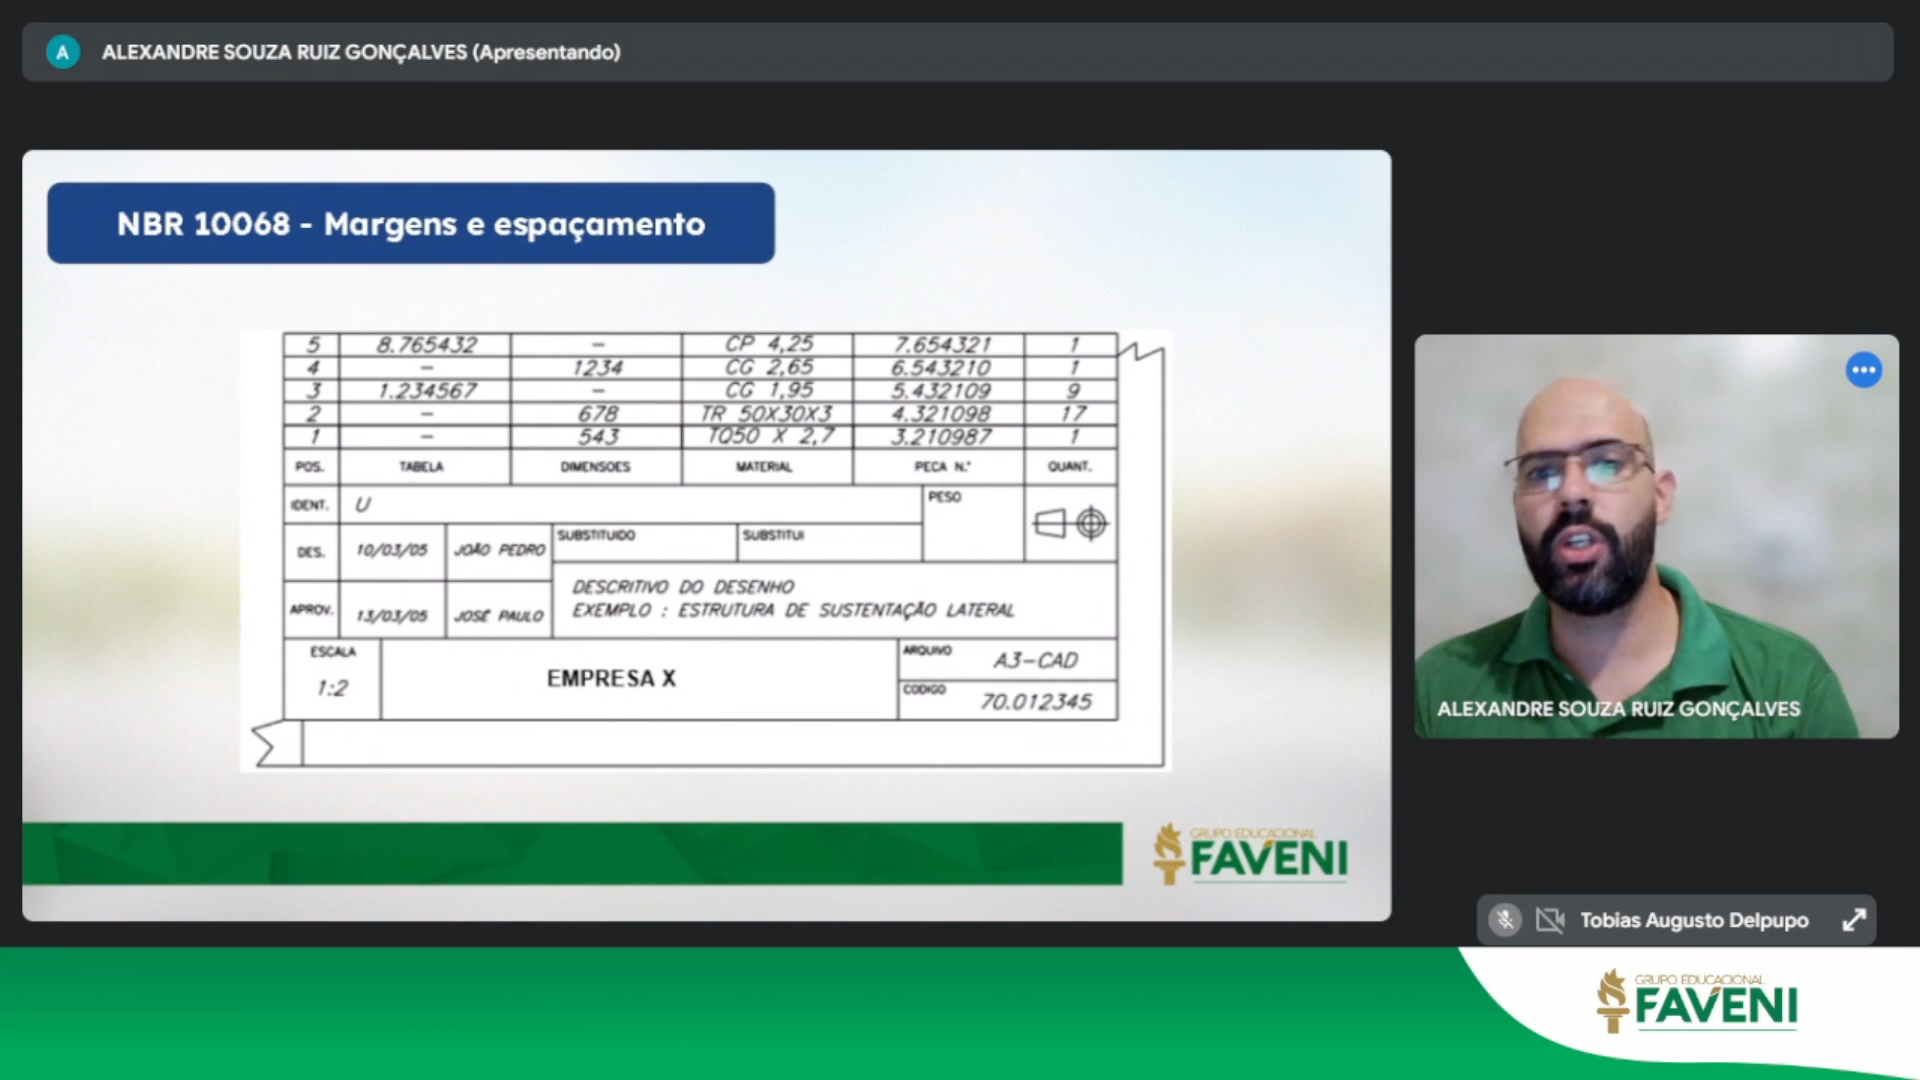 A ALEXANDRE SOUZA RUIZ GONÇALVES (Apresentando)
NBR 10068 - Margens e espaçamento
5 8.765432 - CP 4,25 7.654321 1
4 - 1234 CG 2,65 6.543210 1
3 1.234567 - CG 1,95 5.432109 9
2 - 678 TR 50X30X3 4.321098 17
1 - 543 TQ50 X 2,7 3.210987 1
POS. TABELA DIMENSOES MATERIAL PECA N.° QUANT.
IDENT. U PESO
DES. 10/03/05 JOÃO PEDRO SUBSTITUIDO SUBSTITUI
DESCRITIVO DO DESENHO
EXEMPLO : ESTRUTURA DE SUSTENTAÇÃO LATERAL
APROV. 13/03/05 JOSÉ PAULO
ESCALA
1:2
EMPRESA X
ARQUIVO A3-CAD
CODIGO 70.012345
GRUPO EDUCACIONAL
FAVENI
ALEXANDRE SOUZA RUIZ GONÇALVES
Tobias Augusto Delpupo
GRUPO EDUCACIONAL
FAVENI